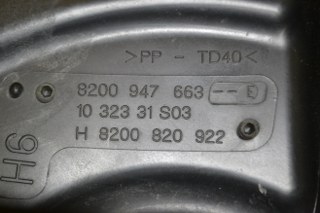 >PP - TD40<
8200 947 663 -- E
10 323 31 S03
H 8200 820 922
H6